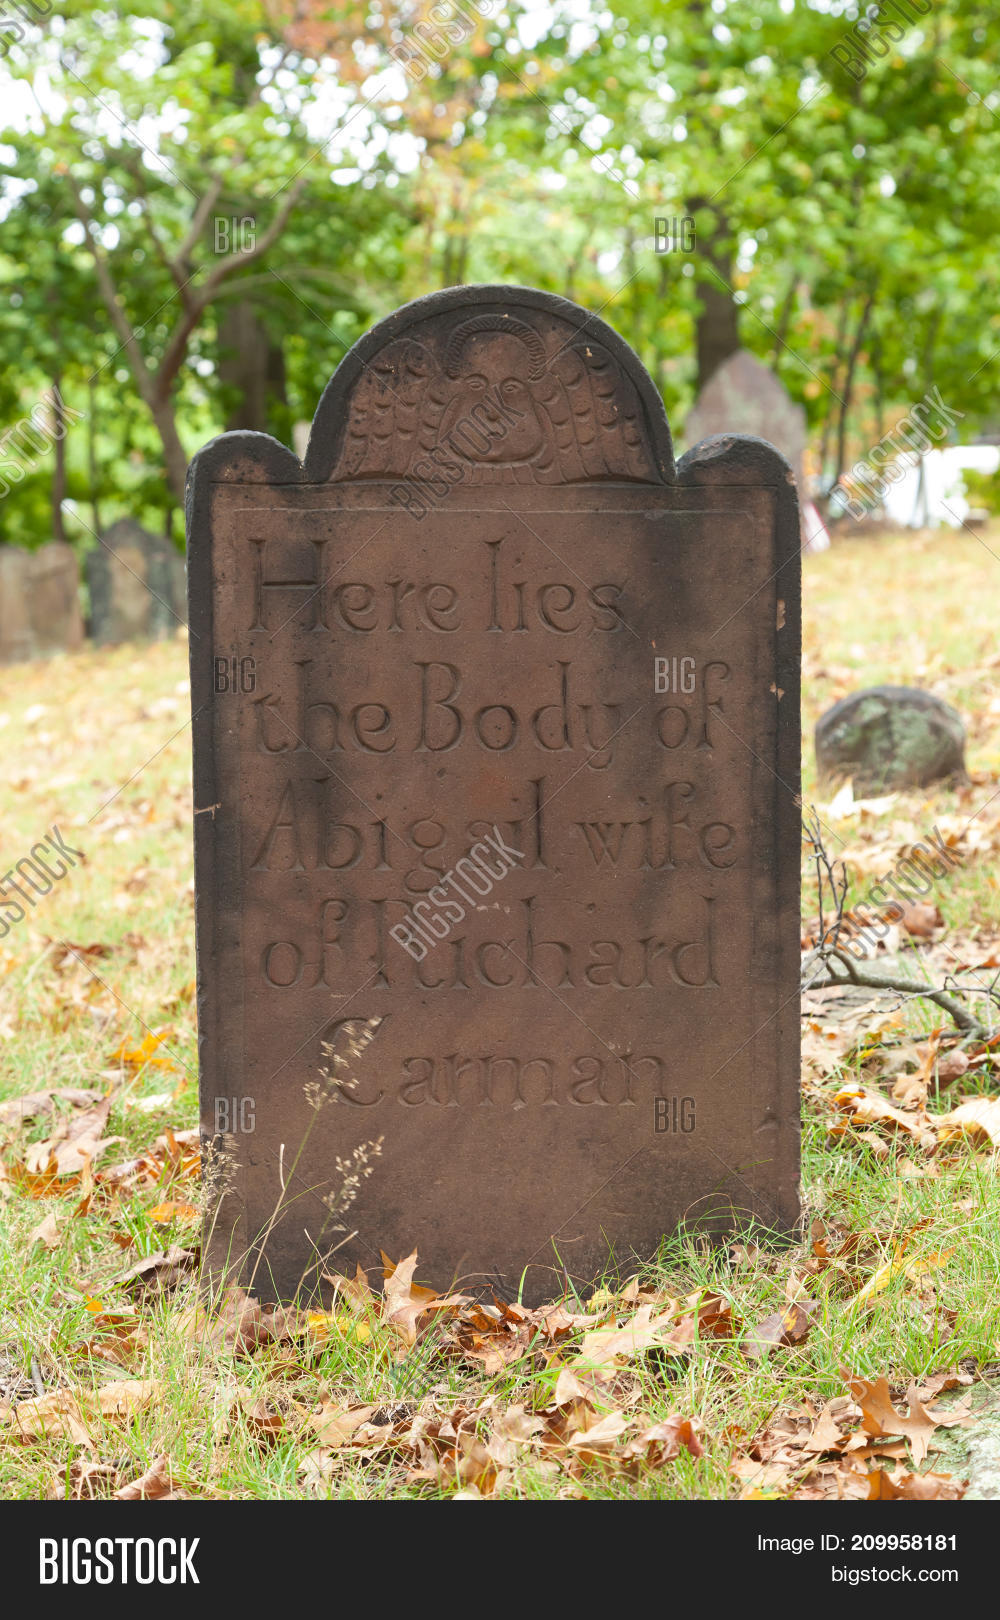 Here lies
the Body of
Abigail, wife
of Richard
Carman
BIGSTOCK
Image ID: 209958181
bigstock.com